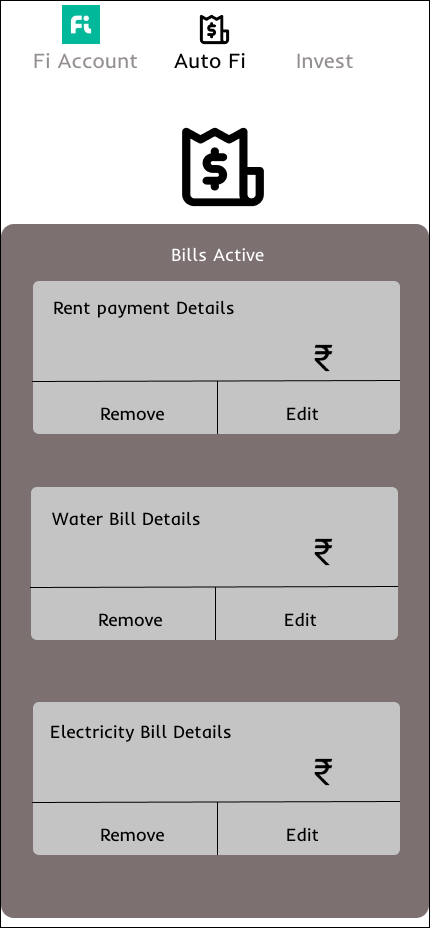 Fi
$
Fi Account
Auto Fi
Invest
$
Bills Active
Rent payment Details
₹
Remove
Edit
Water Bill Details
₹
Remove
Edit
Electricity Bill Details
₹
Remove
Edit